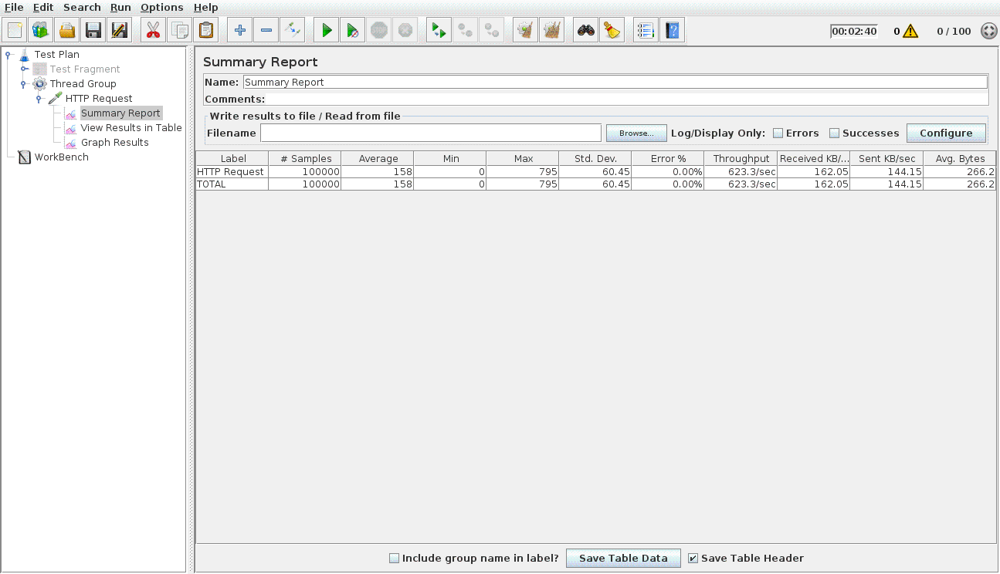 File Edit Search Run Options Help
00:02:40 0 0 / 100
Test Plan
Test Fragment
Thread Group
HTTP Request
Summary Report
View Results in Table
Graph Results
WorkBench
Summary Report
Name: Summary Report
Comments:
Write results to file / Read from file
Filename Browse... Log/Display Only: Errors Successes Configure
Label # Samples Average Min Max Std. Dev. Error % Throughput Received KB/... Sent KB/sec Avg. Bytes
HTTP Request 100000 158 0 795 60.45 0.00% 623.3/sec 162.05 144.15 266.2
TOTAL 100000 158 0 795 60.45 0.00% 623.3/sec 162.05 144.15 266.2
Include group name in label? Save Table Data Save Table Header